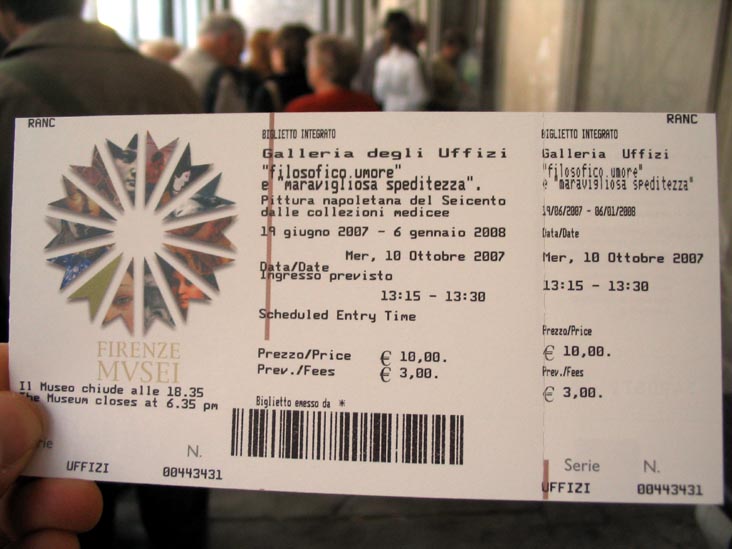 RANC
FIRENZE
MVSEI
Il Museo chiude alle 18.35
The Museum closes at 6.35 pm
rie
N.
UFFIZI
00443431
BIGLIETTO INTEGRATO
Galleria degli Uffizi
"filosofico umore"
e "maravigliosa speditezza".
Pittura napoletana del Seicento
dalle collezioni medicee
19 giugno 2007 - 6 gennaio 2008
Mer, 10 Ottobre 2007
Data/Date
Ingresso previsto
13:15 - 13:30
Scheduled Entry Time
Prezzo/Price € 10,00.
Prev./Fees € 3,00.
Biglietto emesso da *
RANC
BIGLIETTO INTEGRATO
Galleria Uffizi
"filosofico umore"
e "maravigliosa speditezza"
19/06/2007 - 06/01/2008
Data/Date
Mer, 10 Ottobre 2007
13:15 - 13:30
Prezzo/Price
€ 10,00.
Prev./Fees
€ 3,00.
Serie N.
UFFIZI 00443431